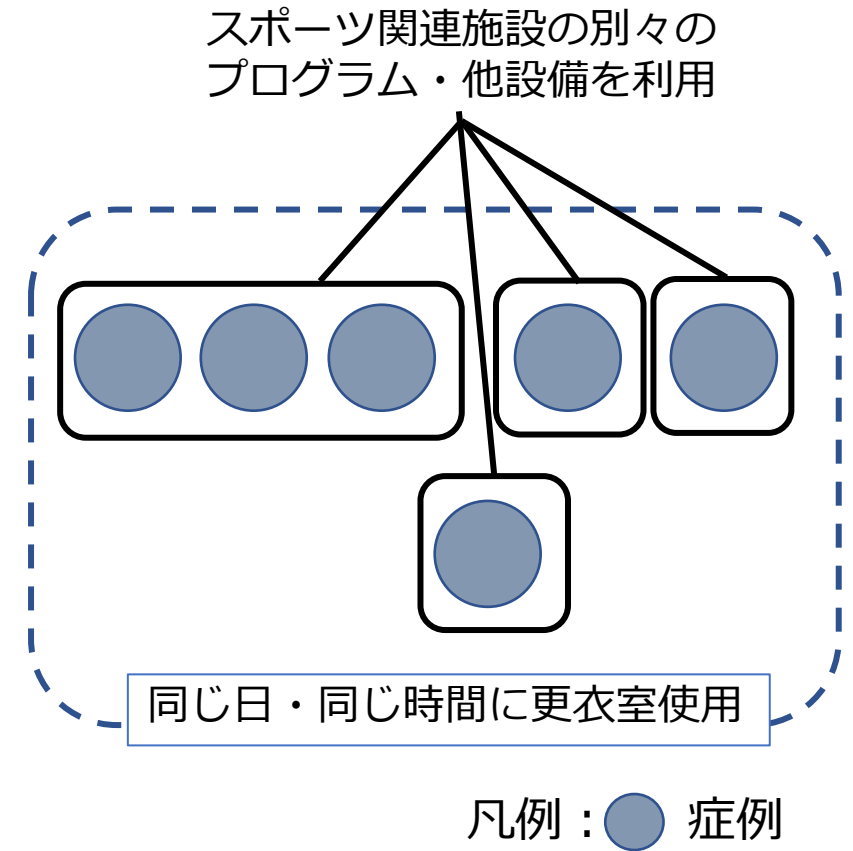 スポーツ関連施設の別々の
プログラム・他設備を利用
同じ日・同じ時間に更衣室使用
凡例：症例